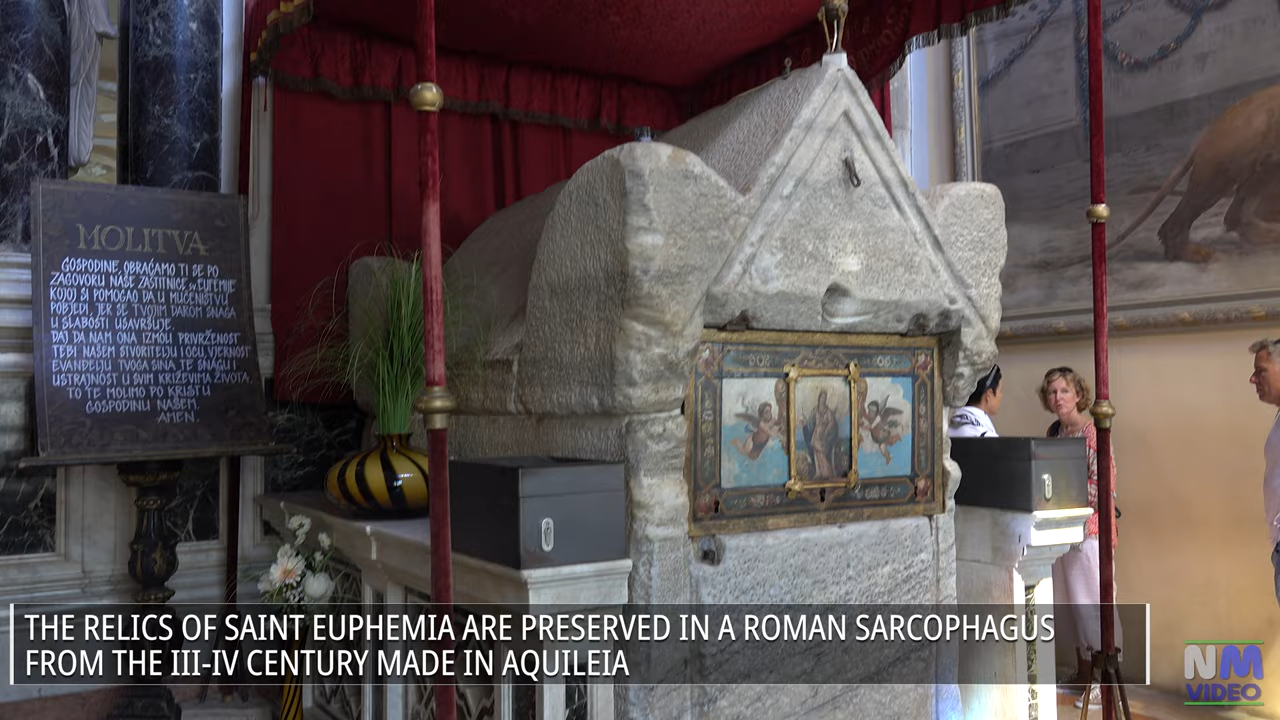 MOLITVA
GOSPODINE, OBRAĆAMO TI SE PO
ZAGOVORU NAŠE ZAŠTITNICE sv. EUFEMIJE
KOJOJ SI POMOGAO DA U MUČENIŠTVU
POBJEDI, JER SE TVOJIM DAROM SNAGA
U SLABOSTI USAVRŠUJE.
DAJ DA NAM ONA IZMOLI PRIVRŽENOST
TEBI NAŠEM STVORITELJU I OCU, VJERNOST
EVANĐELJU TVOGA SINA TE SNAGU I
USTRAJNOST U SVIM KRIŽEVIMA ŽIVOTA.
TO TE MOLIMO PO KRISTU
GOSPODINU NAŠEM.
AMEN.
THE RELICS OF SAINT EUPHEMIA ARE PRESERVED IN A ROMAN SARCOPHAGUS
FROM THE III-IV CENTURY MADE IN AQUILEIA
NM
VIDEO